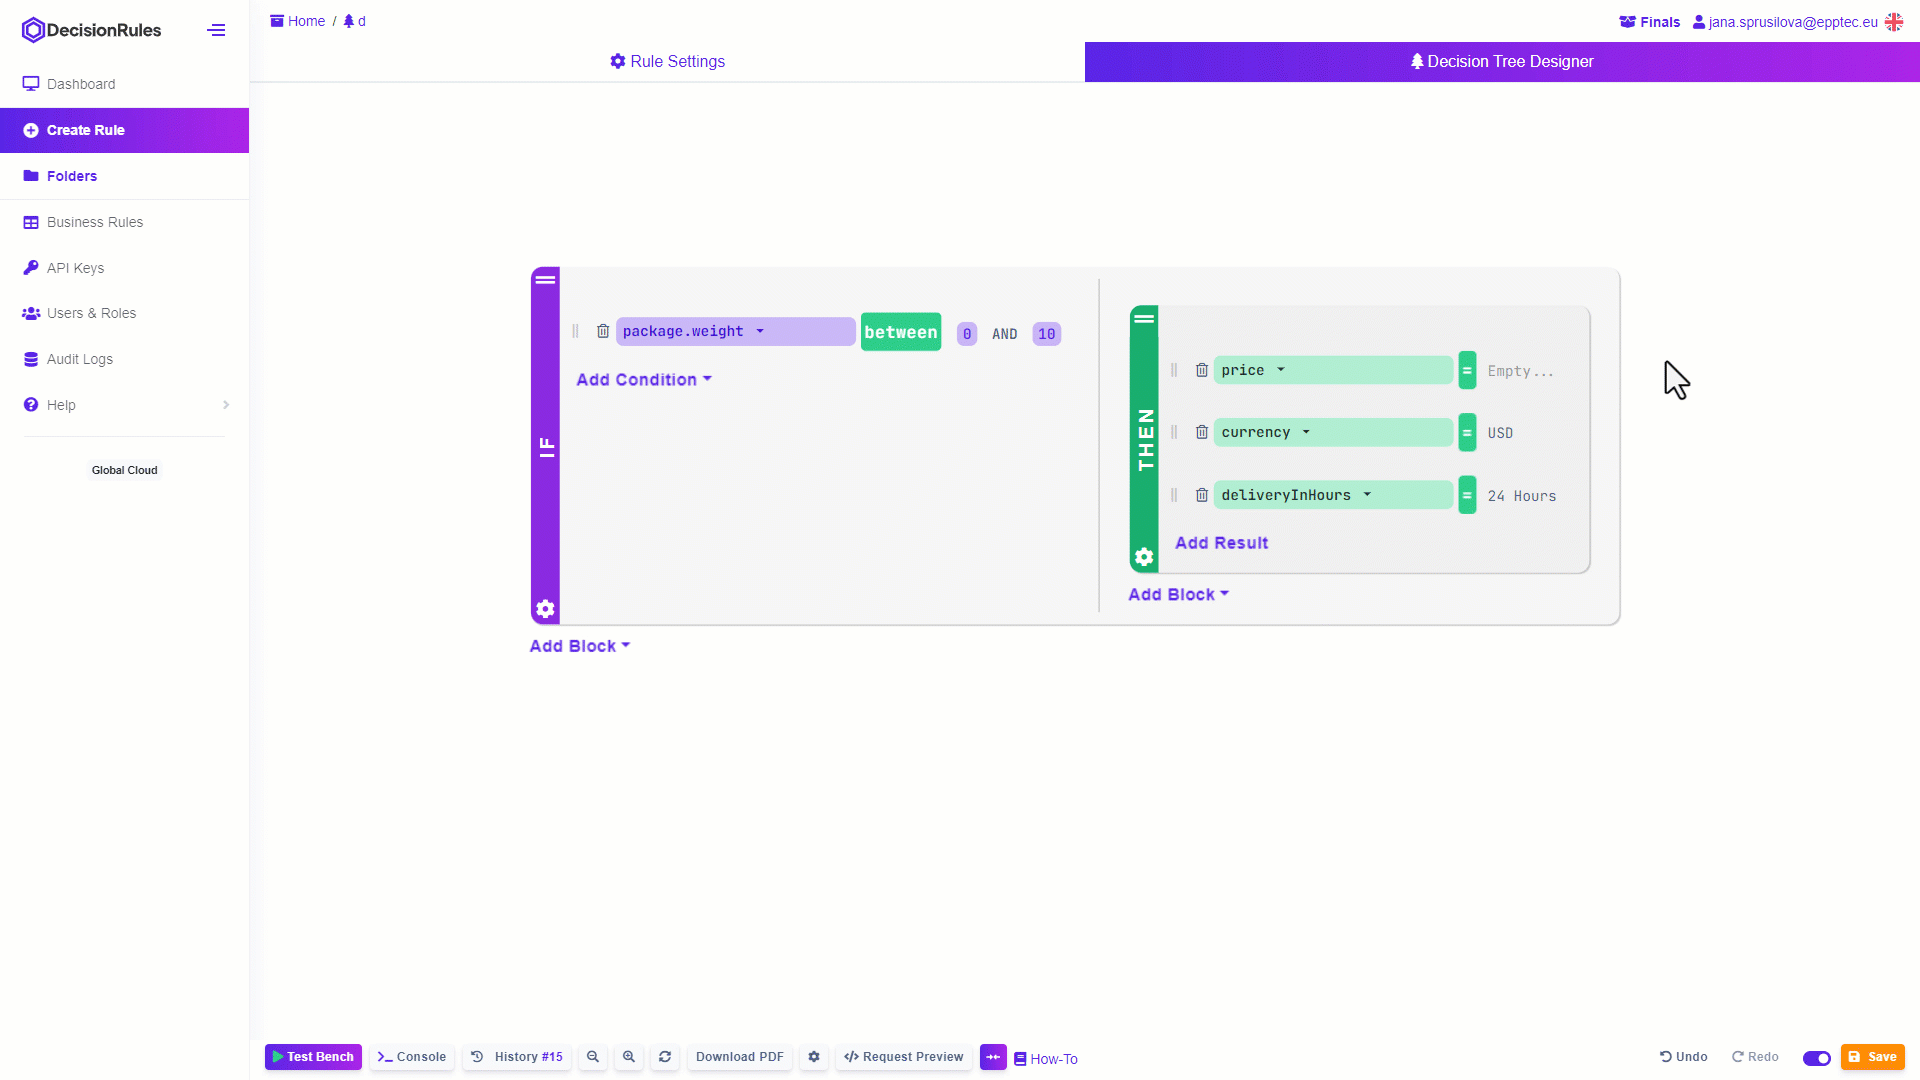 DecisionRules
Home / d
Finals jana.sprusilova@epptec.eu
Rule Settings
Decision Tree Designer
Dashboard
Create Rule
Folders
Business Rules
API Keys
Users & Roles
Audit Logs
Help
Global Cloud
IF
package.weight between 0 AND 10
Add Condition
THEN
price = Empty...
currency = USD
deliveryInHours = 24 Hours
Add Result
Add Block
Add Block
Test Bench
Console
History #15
Download PDF
Request Preview
How-To
Undo
Redo
Save